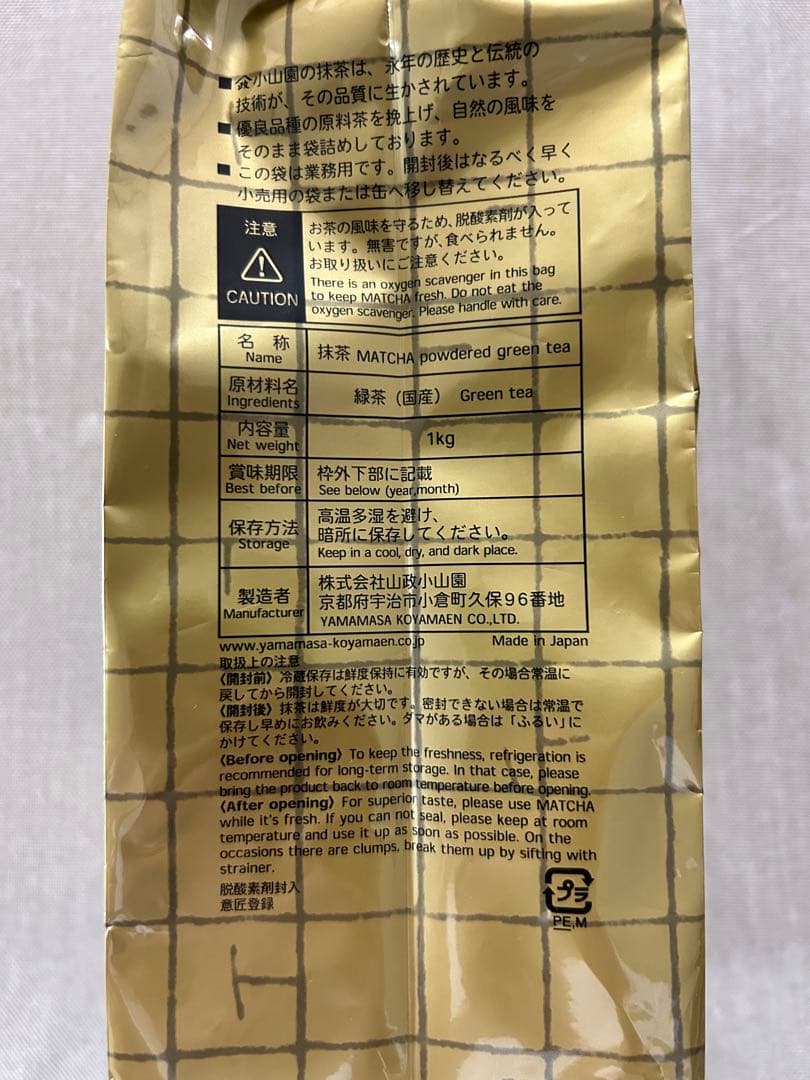 ■小山園の抹茶は、永年の歴史と伝統の
技術が、その品質に生かされています。
■優良品種の原料茶を挽上げ、自然の風味を
そのまま袋詰めしております。
■この袋は業務用です。開封後はなるべく早く
小売用の袋または缶へ移し替えてください。
注意
CAUTION
お茶の風味を守るため、脱酸素剤が入って
います。無害ですが、食べられません。
お取り扱いにご注意ください。
There is an oxygen scavenger in this bag
to keep MATCHA fresh. Do not eat the
oxygen scavenger. Please handle with care.
名 称 抹茶 MATCHA powdered green tea
Name
原材料名 緑茶(国産) Green tea
Ingredients
内容量 1kg
Net weight
賞味期限 枠外下部に記載
Best before See below (year,month)
保存方法 高温多湿を避け、
暗所に保存してください。
Storage Keep in a cool, dry, and dark place.
製造者 株式会社山政小山園
京都府宇治市小倉町久保96番地
Manufacturer YAMAMASA KOYAMAEN CO.,LTD.
www.yamamasa-koyamaen.co.jp Made in Japan
取扱上の注意
〈開封前〉冷蔵保存は鮮度保持に有効ですが、その場合常温に
戻してから開封してください。
〈開封後〉抹茶は鮮度が大切です。密封できない場合は常温で
保存し早めにお飲みください。ダマがある場合は「ふるい」に
かけてください。
〈Before opening〉To keep the freshness, refrigeration is
recommended for long-term storage. In that case, please
bring the product back to room temperature before opening.
〈After opening〉For superior taste, please use MATCHA
while it's fresh. If you can not seal, please keep at room
temperature and use it up as soon as possible. On the
occasions there are clumps, break them up by sifting with
strainer.
脱酸素剤封入
意匠登録
プラ
PE,M